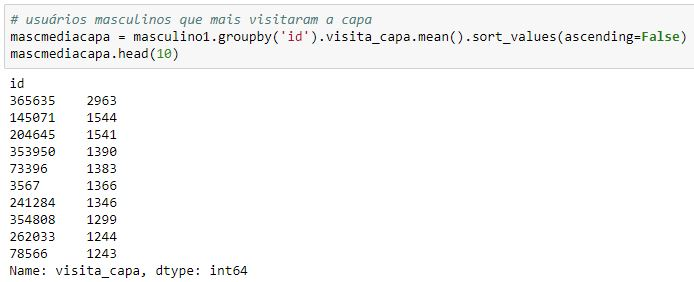 # usuários masculinos que mais visitaram a capa
mascmediacapa = masculino1.groupby('id').visita_capa.mean().sort_values(ascending=False)
mascmediacapa.head(10)
id
365635 2963
145071 1544
204645 1541
353950 1390
73396 1383
3567 1366
241284 1346
354808 1299
262033 1244
78566 1243
Name: visita_capa, dtype: int64